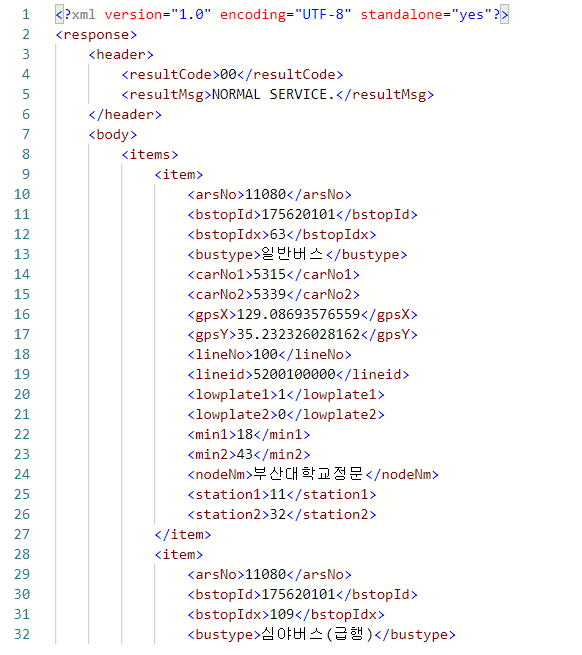 1 <?xml version="1.0" encoding="UTF-8" standalone="yes"?>
2 <response>
3 <header>
4 <resultCode>00</resultCode>
5 <resultMsg>NORMAL SERVICE.</resultMsg>
6 </header>
7 <body>
8 <items>
9 <item>
10 <arsNo>11080</arsNo>
11 <bstopId>175620101</bstopId>
12 <bstopIdx>63</bstopIdx>
13 <bustype>일반버스</bustype>
14 <carNo1>5315</carNo1>
15 <carNo2>5339</carNo2>
16 <gpsX>129.08693576559</gpsX>
17 <gpsY>35.232326028162</gpsY>
18 <lineNo>100</lineNo>
19 <lineid>5200100000</lineid>
20 <lowplate1>1</lowplate1>
21 <lowplate2>0</lowplate2>
22 <min1>18</min1>
23 <min2>43</min2>
24 <nodeNm>부산대학교정문</nodeNm>
25 <station1>11</station1>
26 <station2>32</station2>
27 </item>
28 <item>
29 <arsNo>11080</arsNo>
30 <bstopId>175620101</bstopId>
31 <bstopIdx>109</bstopIdx>
32 <bustype>심야버스(급행)</bustype>